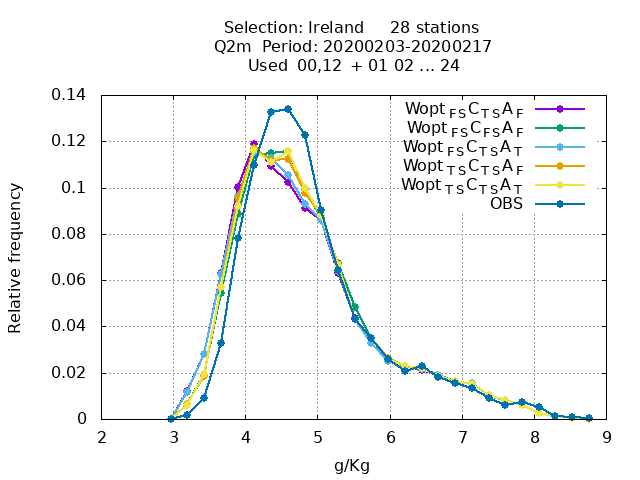 Selection: Ireland 28 stations
Q2m Period: 20200203-20200217
Used 00,12 + 01 02 ... 24
Relative frequency
0.14
0.12
0.1
0.08
0.06
0.04
0.02
0
Wopt FS C TS A F
Wopt FS C FS A F
Wopt FS C TS A T
Wopt TS C TS A F
Wopt TS C TS A T
OBS
2 3 4 5 6 7 8 9
g/Kg